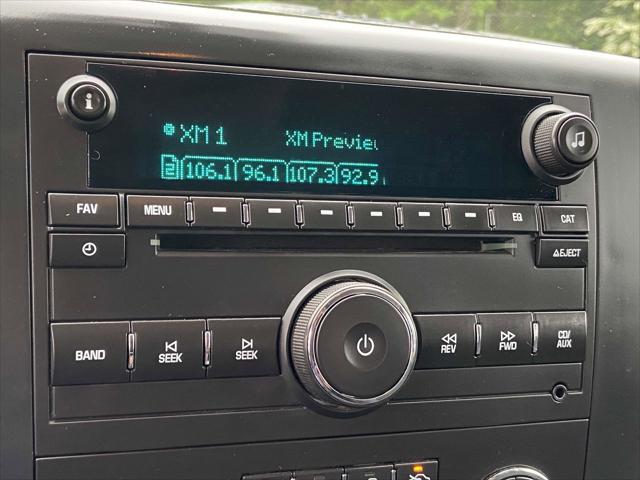 i
XM 1 XM Previe
2 106.1 96.1 107.3 92.9
FAV MENU EQ CAT
EJECT
BAND SEEK SEEK REV FWD CD/
AUX